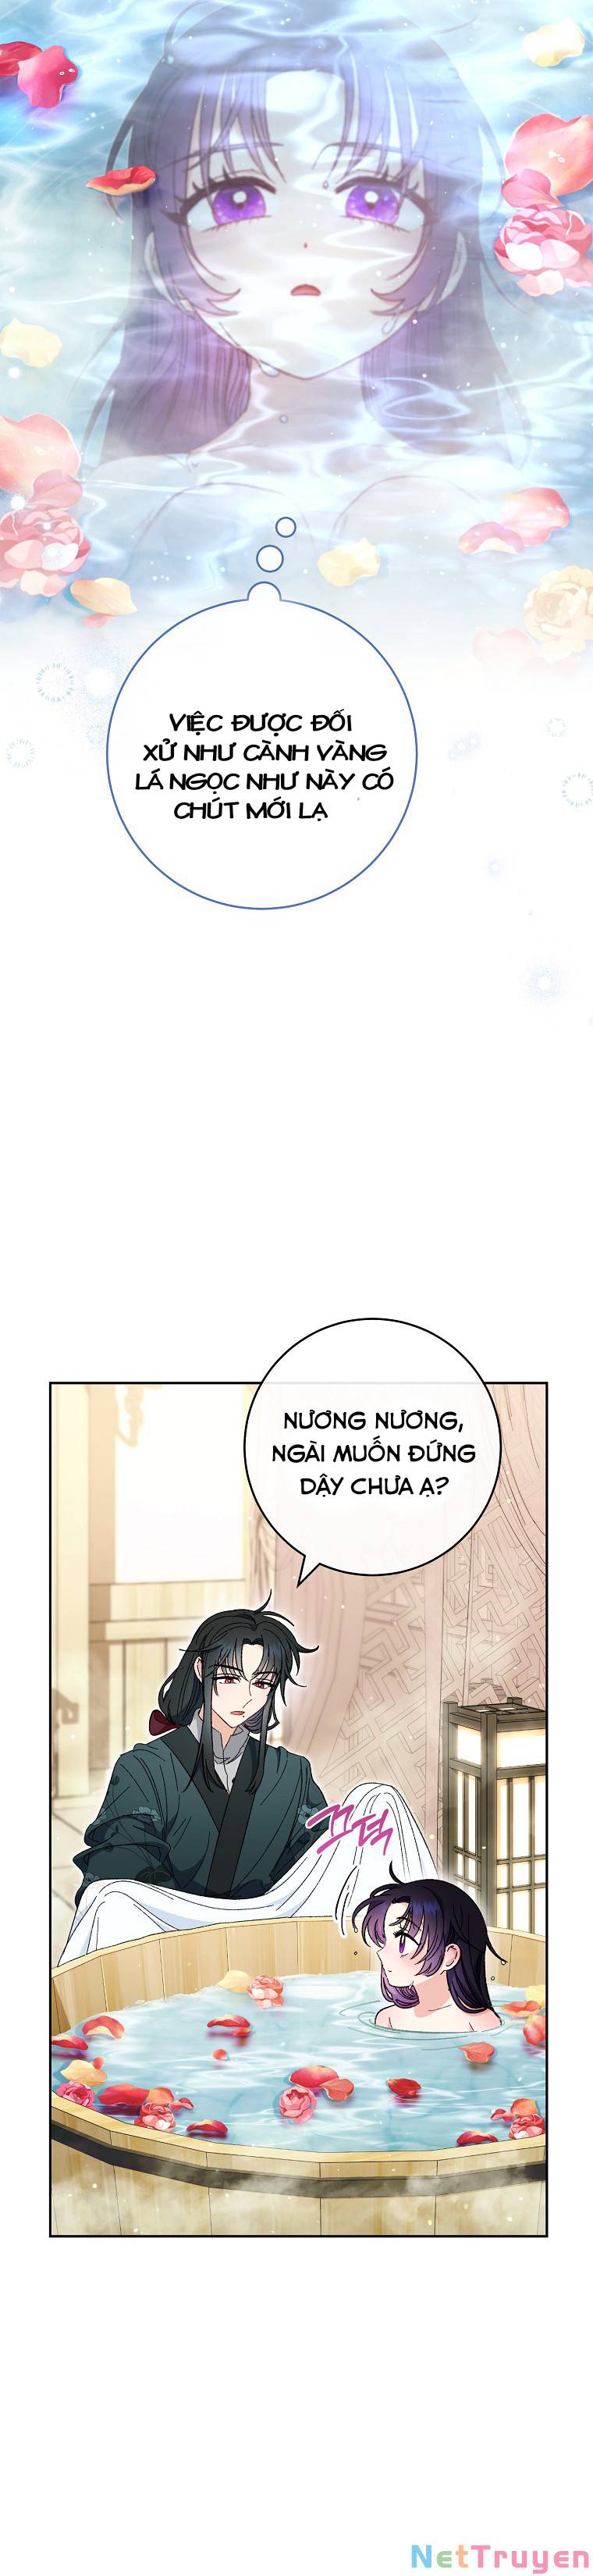 VIỆC ĐƯỢC ĐỐI
XỬ NHƯ CÀNH VÀNG
LÁ NGỌC NHƯ NÀY CÓ
CHÚT MỚI LẠ
NƯƠNG NƯƠNG,
NGÀI MUỐN ĐỨNG
DẬY CHƯA Ạ?
끄덕
NetTruyen